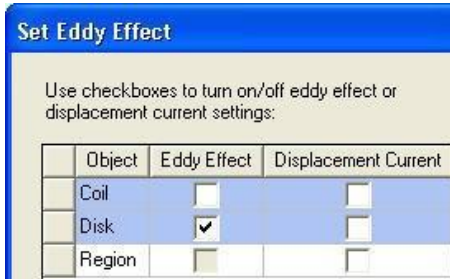 Set Eddy Effect
Use checkboxes to turn on/off eddy effect or
displacement current settings:
Object Eddy Effect Displacement Current
Coil
Disk
Region